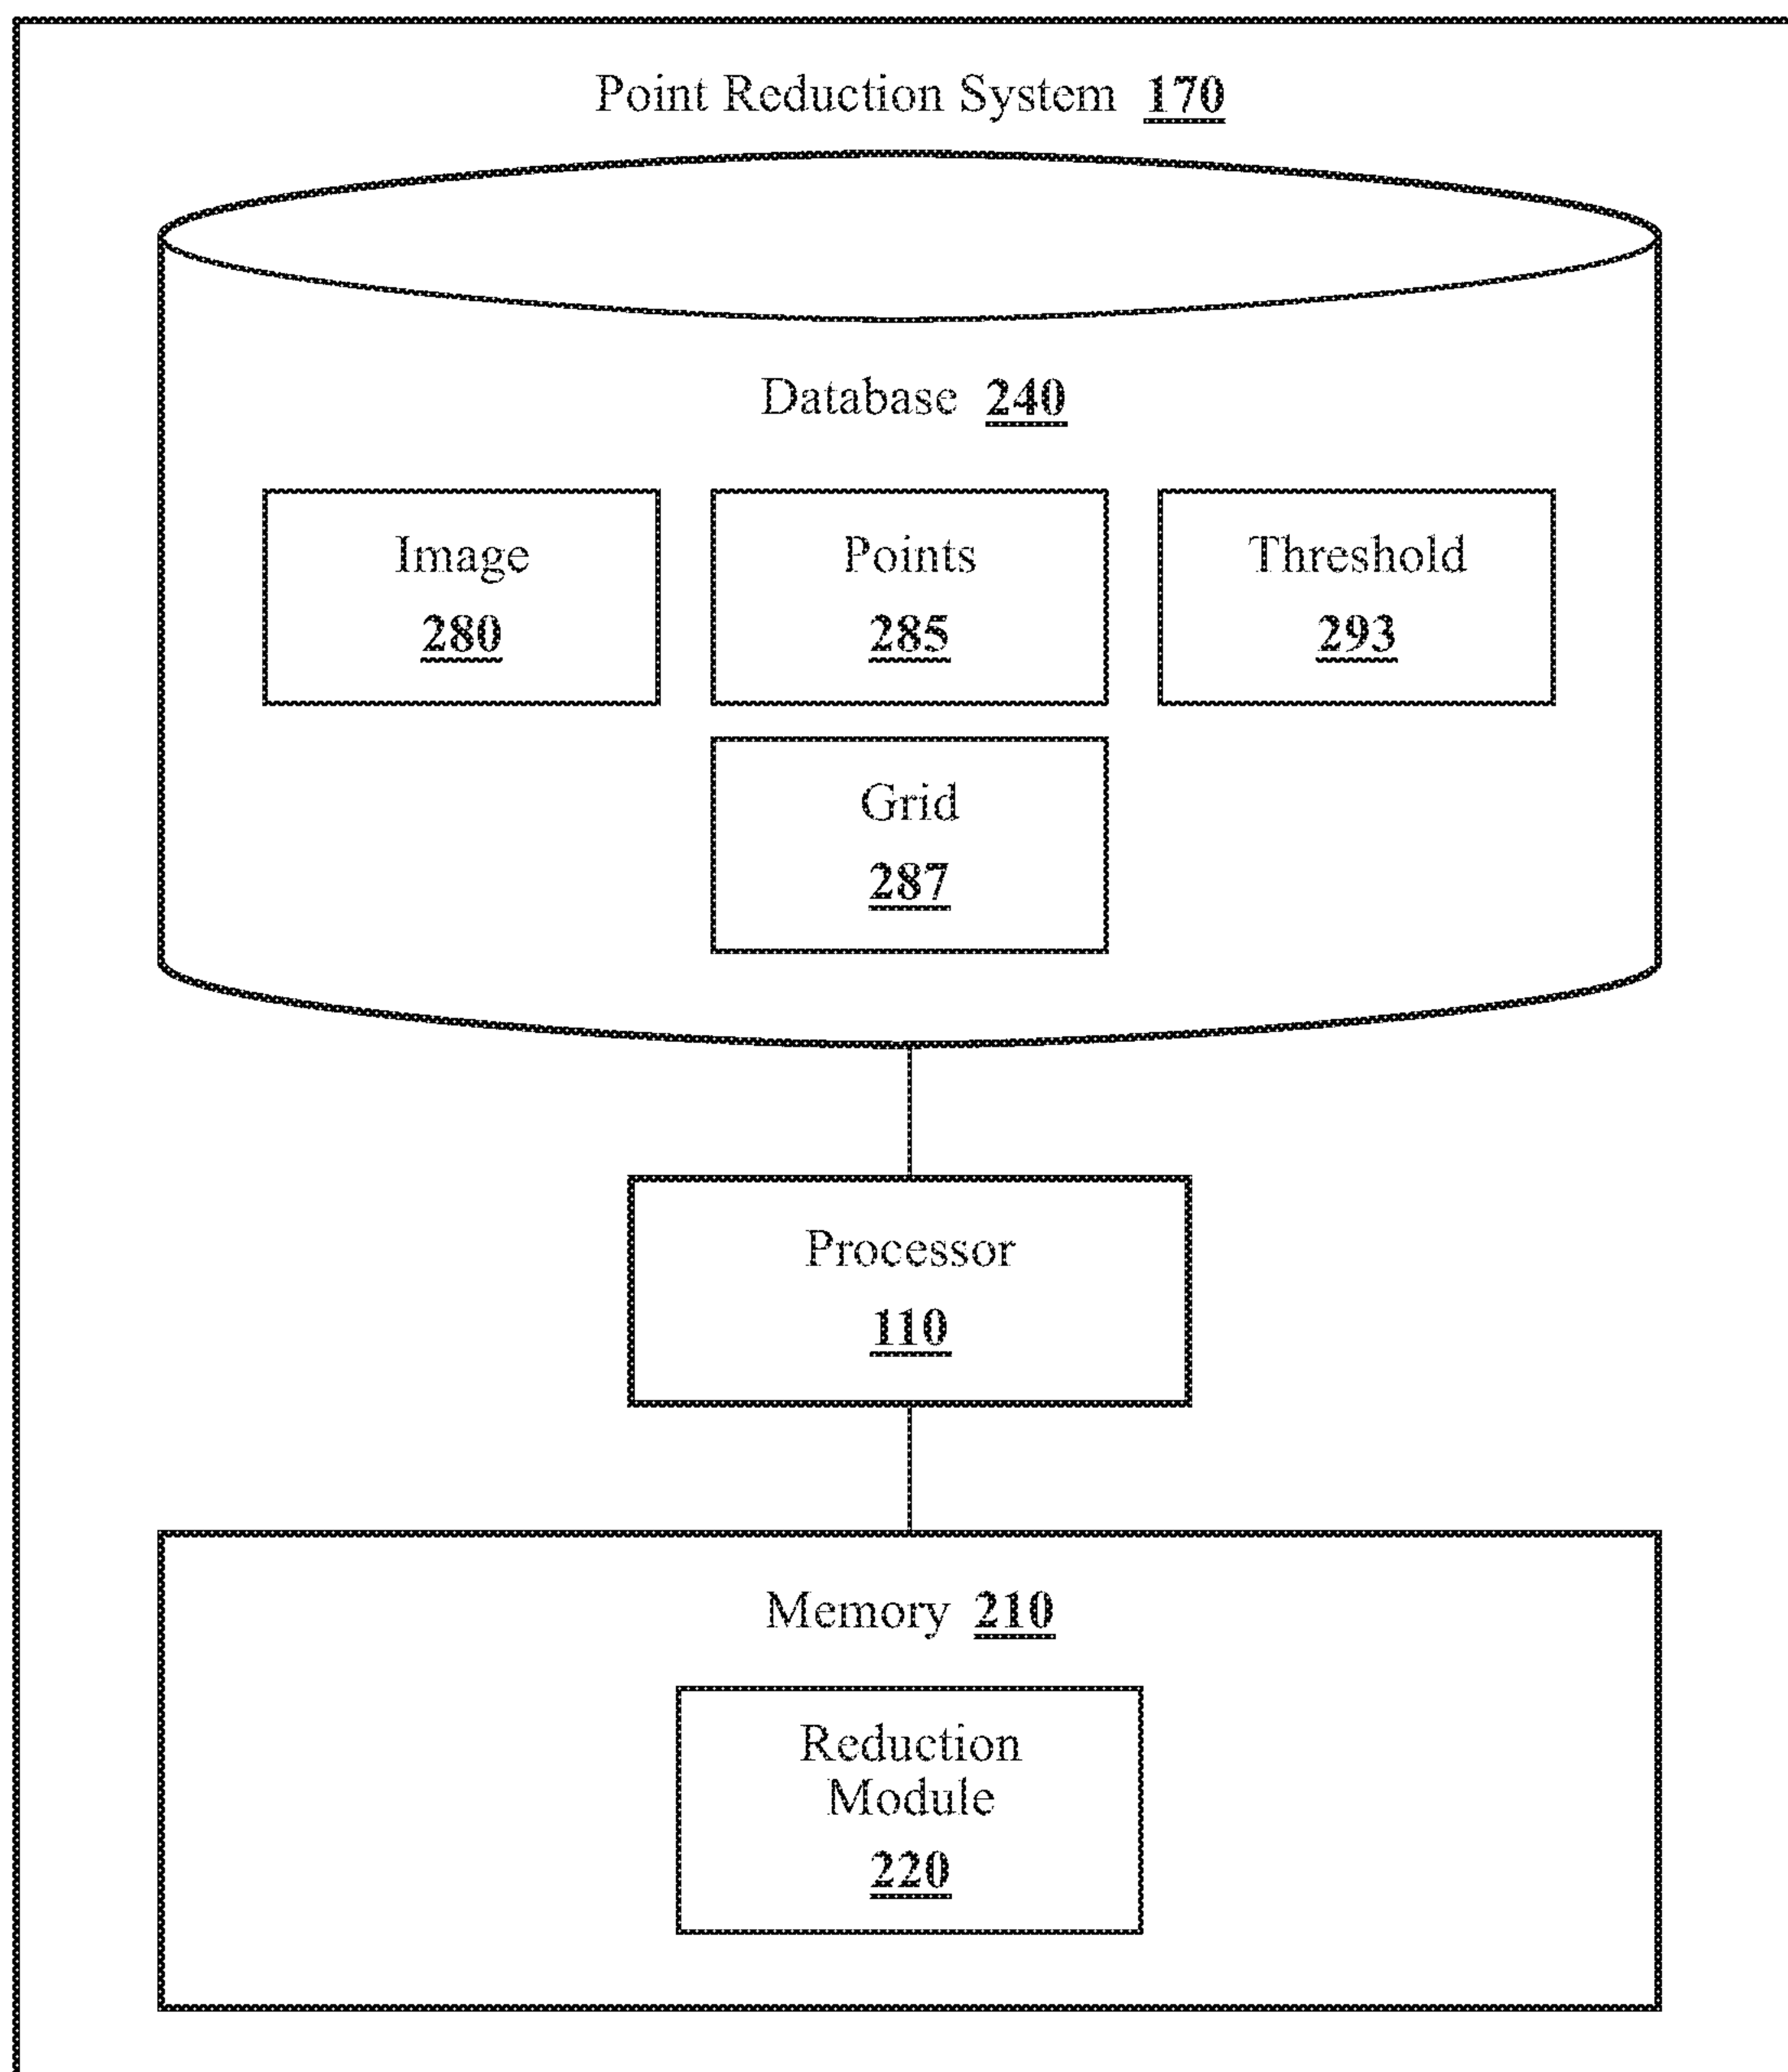 Point Reduction System 170
Database 240
Image
280
Points
285
Threshold
293
Grid
287
Processor
110
Memory 210
Reduction
Module
220